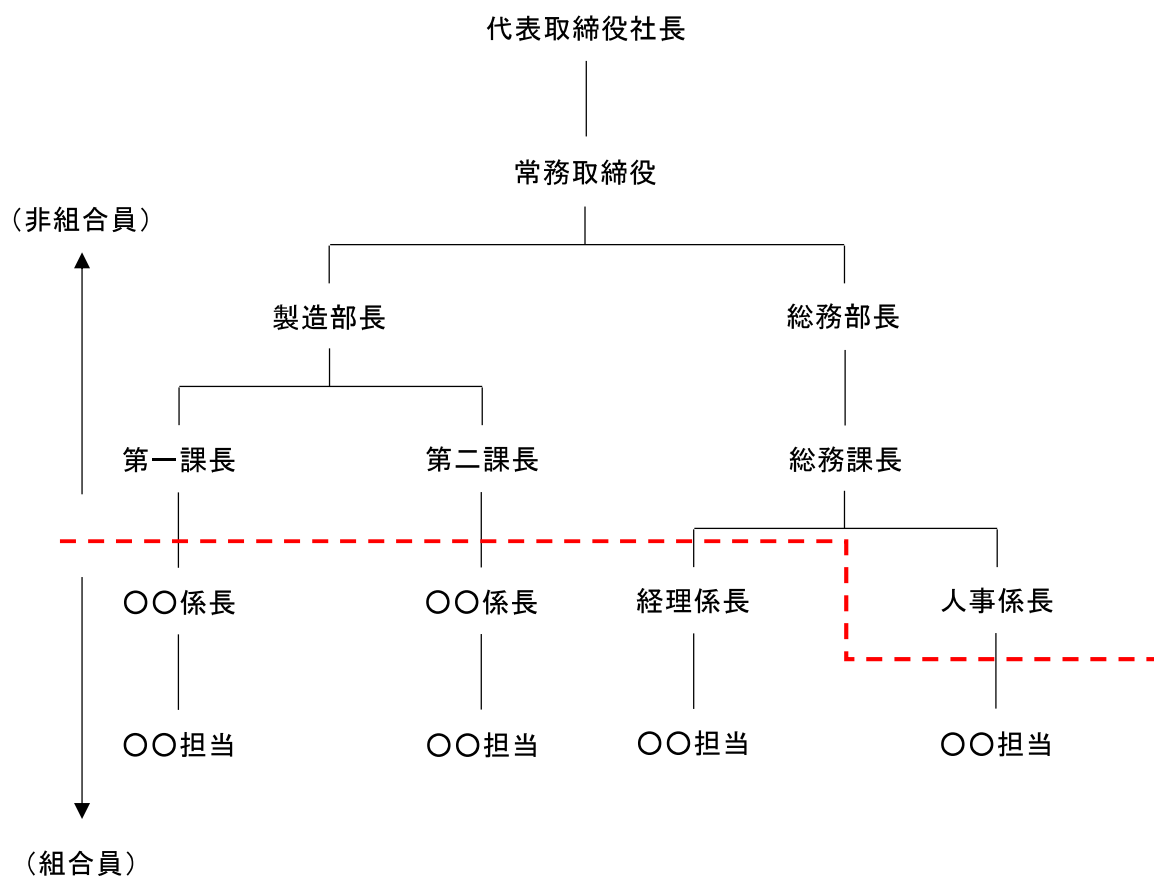 代表取締役社長
常務取締役
（非組合員）
製造部長
総務部長
第一課長
第二課長
総務課長
〇〇係長
〇〇係長
経理係長
人事係長
〇〇担当
〇〇担当
〇〇担当
〇〇担当
（組合員）